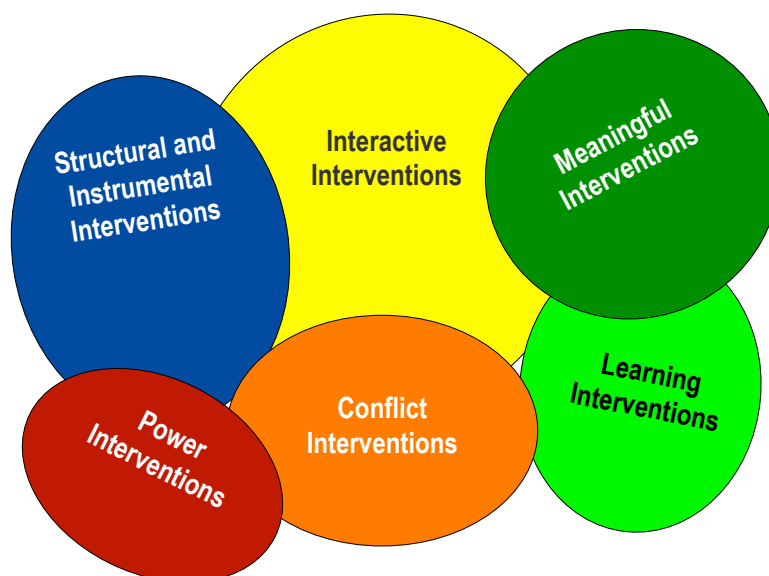 Structural and
Instrumental
Interventions
Interactive
Interventions
Meaningful
Interventions
Power
Interventions
Conflict
Interventions
Learning
Interventions